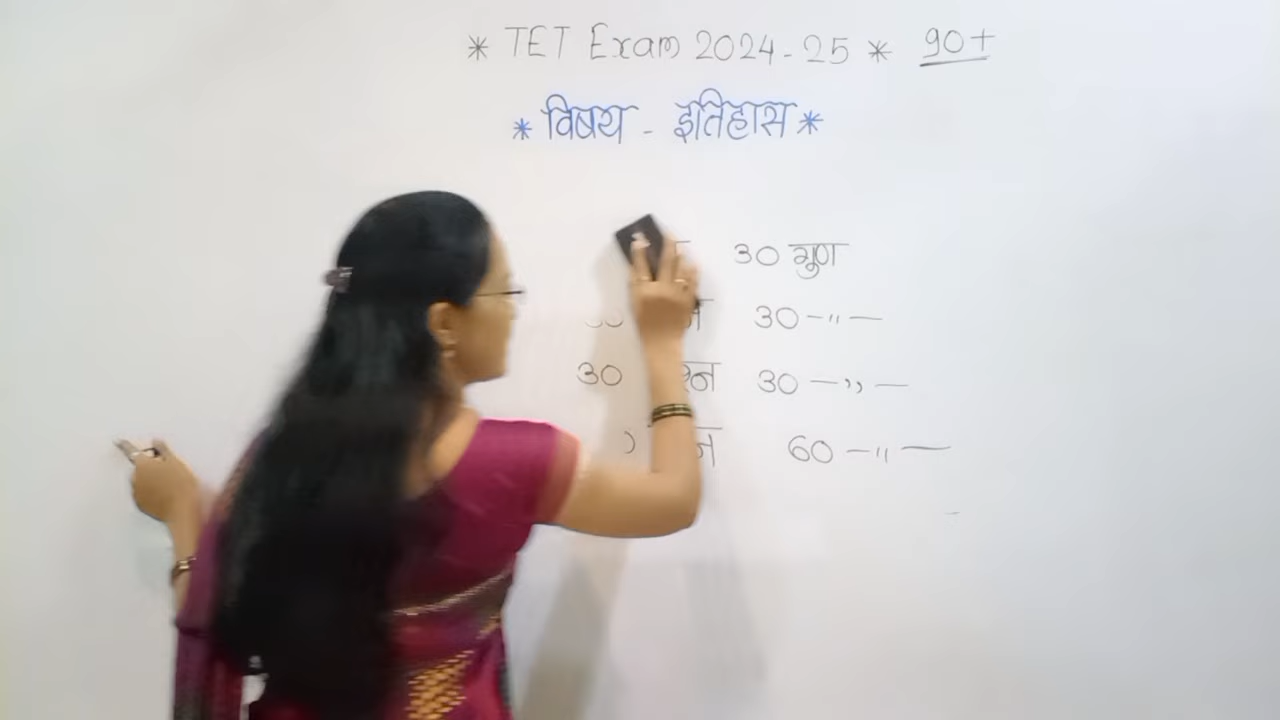 * TET Exam 2024-25 * 90+
* विषय - इतिहास *
30 गुण
30 -"-
30 30 -"-
60 -"-